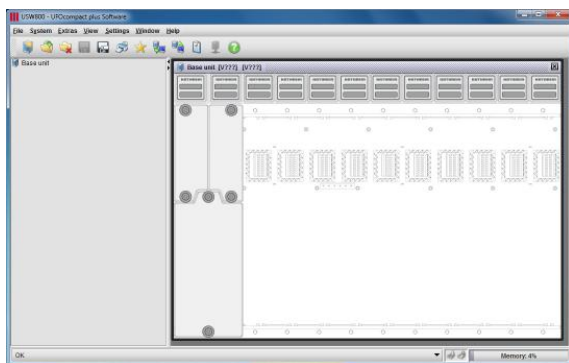 USW800 - UFOcompact plus Software
File System Extras View Settings Window Help
Base unit
Base unit [V???] [V???]
OK
Memory: 4%